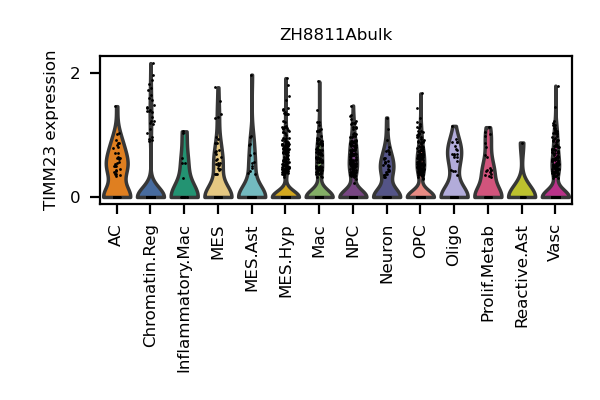 ZH8811Abulk
TIMM23 expression
2
0
AC
Chromatin.Reg
Inflammatory.Mac
MES
MES.Ast
MES.Hyp
Mac
NPC
Neuron
OPC
Oligo
Prolif.Metab
Reactive.Ast
Vasc